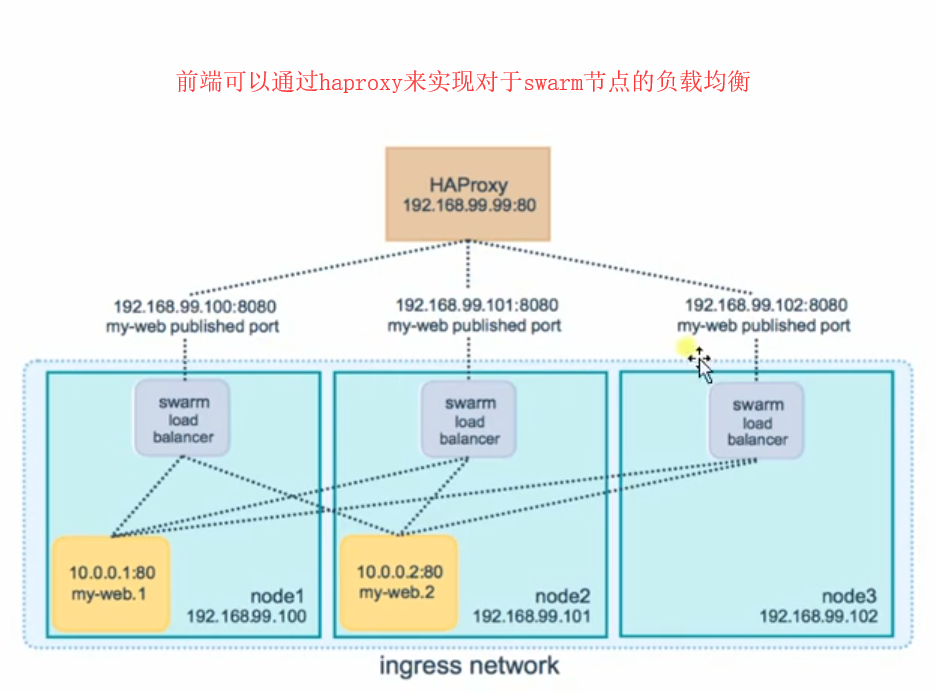 前端可以通过haproxy来实现对于swarm节点的负载均衡
HAProxy
192.168.99.99:80
192.168.99.100:8080
my-web published port
192.168.99.101:8080
my-web published port
192.168.99.102:8080
my-web published port
swarm
load
balancer
swarm
load
balancer
swarm
load
balancer
10.0.0.1:80
my-web.1
node1
192.168.99.100
10.0.0.2:80
my-web.2
node2
192.168.99.101
node3
192.168.99.102
ingress network